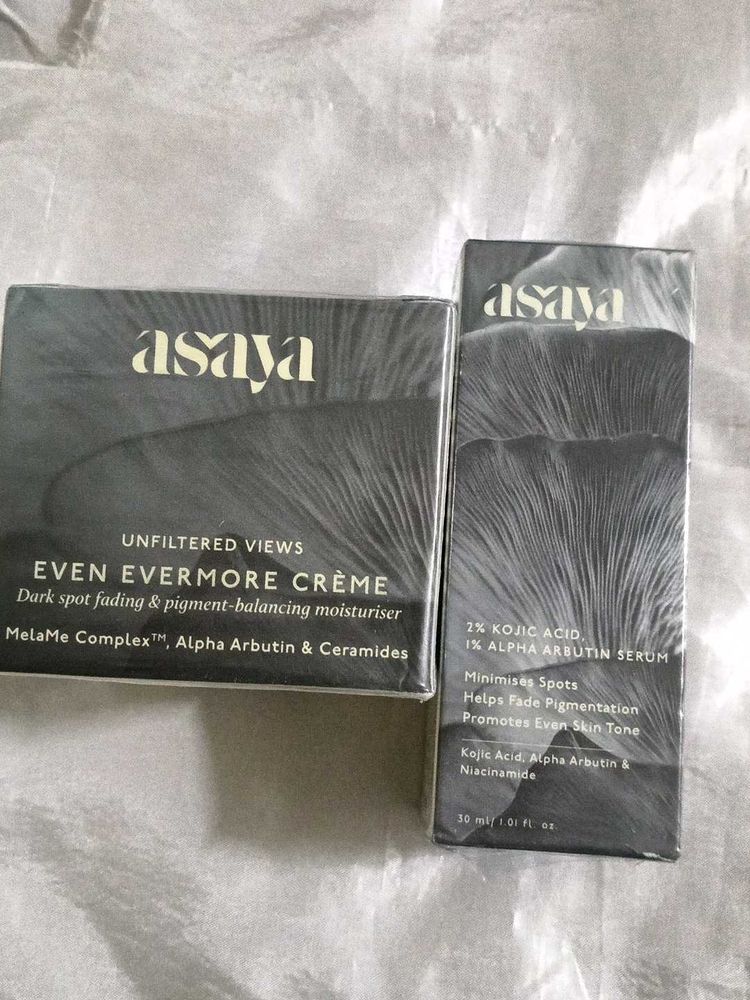 asaya
UNFILTERED VIEWS
EVEN EVERMORE CRÈME
Dark spot fading & pigment-balancing moisturiser
MelaMe Complex™, Alpha Arbutin & Ceramides
asaya
2% KOJIC ACID,
1% ALPHA ARBUTIN SERUM
Minimises Spots
Helps Fade Pigmentation
Promotes Even Skin Tone
Kojic Acid, Alpha Arbutin &
Niacinamide
30 ml/ 1.01 fl. oz.